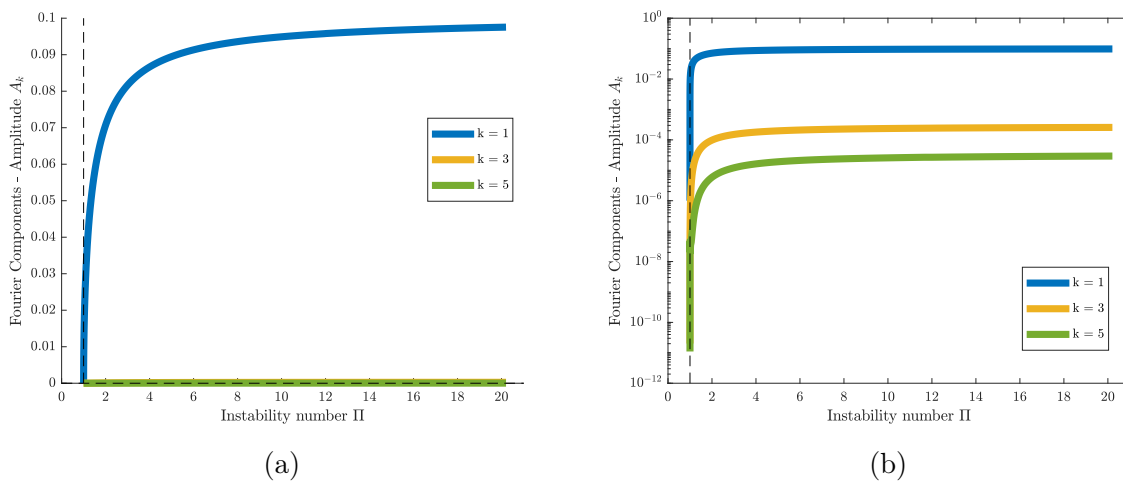 0.1
0.09
0.08
0.07
0.06
0.05
0.04
0.03
0.02
0.01
0
Fourier Components - Amplitude A_k
k = 1
k = 3
k = 5
0 2 4 6 8 10 12 14 16 18 20
Instability number Π
(a)
10^0
10^-2
10^-4
10^-6
10^-8
10^-10
10^-12
Fourier Components - Amplitude A_k
k = 1
k = 3
k = 5
0 2 4 6 8 10 12 14 16 18 20
Instability number Π
(b)